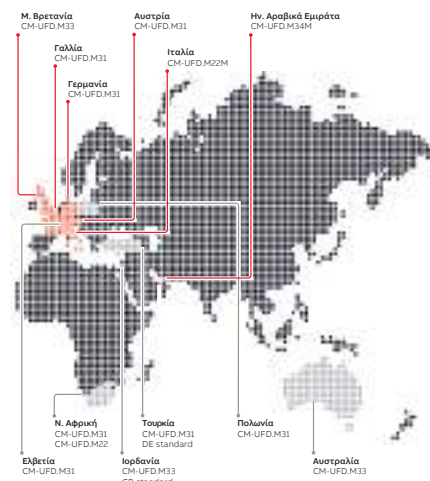 Μ. Βρετανία
CM-UFD.M33
Αυστρία
CM-UFD.M31
Ην. Αραβικά Εμιράτα
CM-UFD.M34M
Γαλλία
CM-UFD.M31
Ιταλία
CM-UFD.M22M
Γερμανία
CM-UFD.M31
Ν. Αφρική
CM-UFD.M31
CM-UFD.M22
Τουρκία
CM-UFD.M31
DE standard
Πολωνία
CM-UFD.M31
Ελβετία
CM-UFD.M31
Ιορδανία
CM-UFD.M33
GB standard
Αυστραλία
CM-UFD.M33